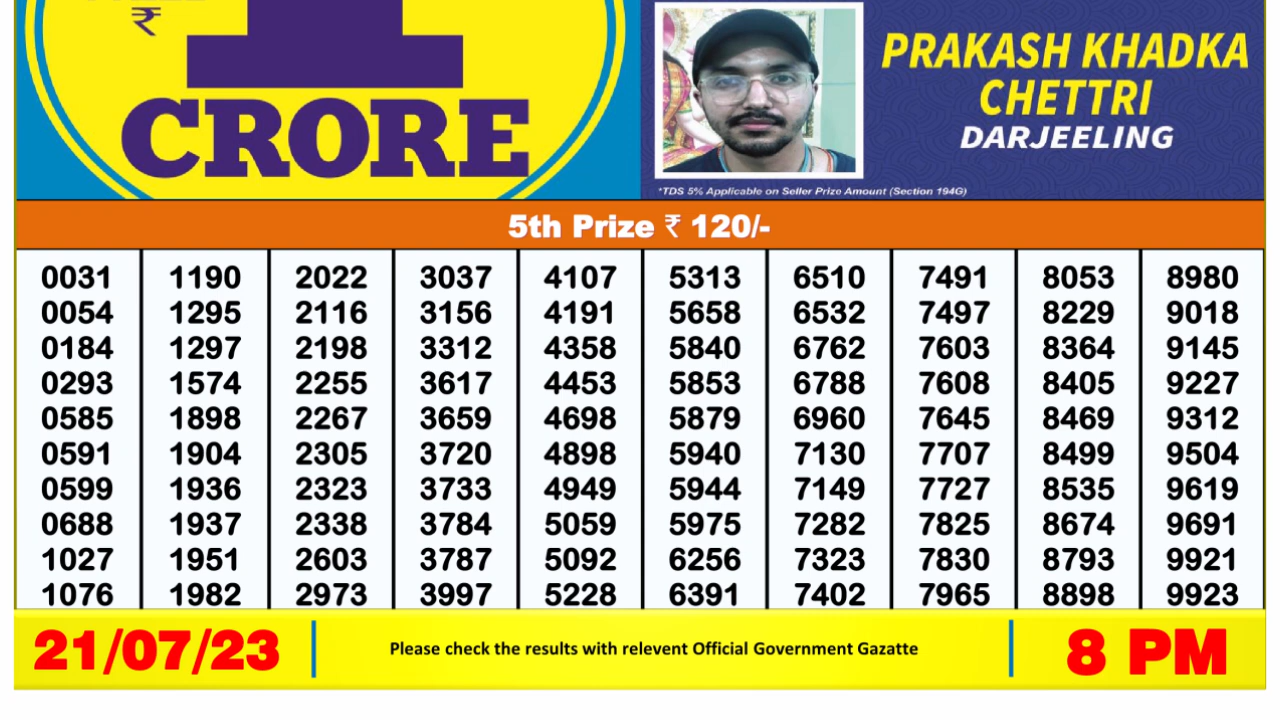 ₹
1
CRORE
PRAKASH KHADKA
CHETTRI
DARJEELING
*TDS 5% Applicable on Seller Prize Amount (Section 194G)
5th Prize ₹ 120/-
0031 1190 2022 3037 4107 5313 6510 7491 8053 8980
0054 1295 2116 3156 4191 5658 6532 7497 8229 9018
0184 1297 2198 3312 4358 5840 6762 7603 8364 9145
0293 1574 2255 3617 4453 5853 6788 7608 8405 9227
0585 1898 2267 3659 4698 5879 6960 7645 8469 9312
0591 1904 2305 3720 4898 5940 7130 7707 8499 9504
0599 1936 2323 3733 4949 5944 7149 7727 8535 9619
0688 1937 2338 3784 5059 5975 7282 7825 8674 9691
1027 1951 2603 3787 5092 6256 7323 7830 8793 9921
1076 1982 2973 3997 5228 6391 7402 7965 8898 9923
21/07/23 Please check the results with relevent Official Government Gazatte 8 PM